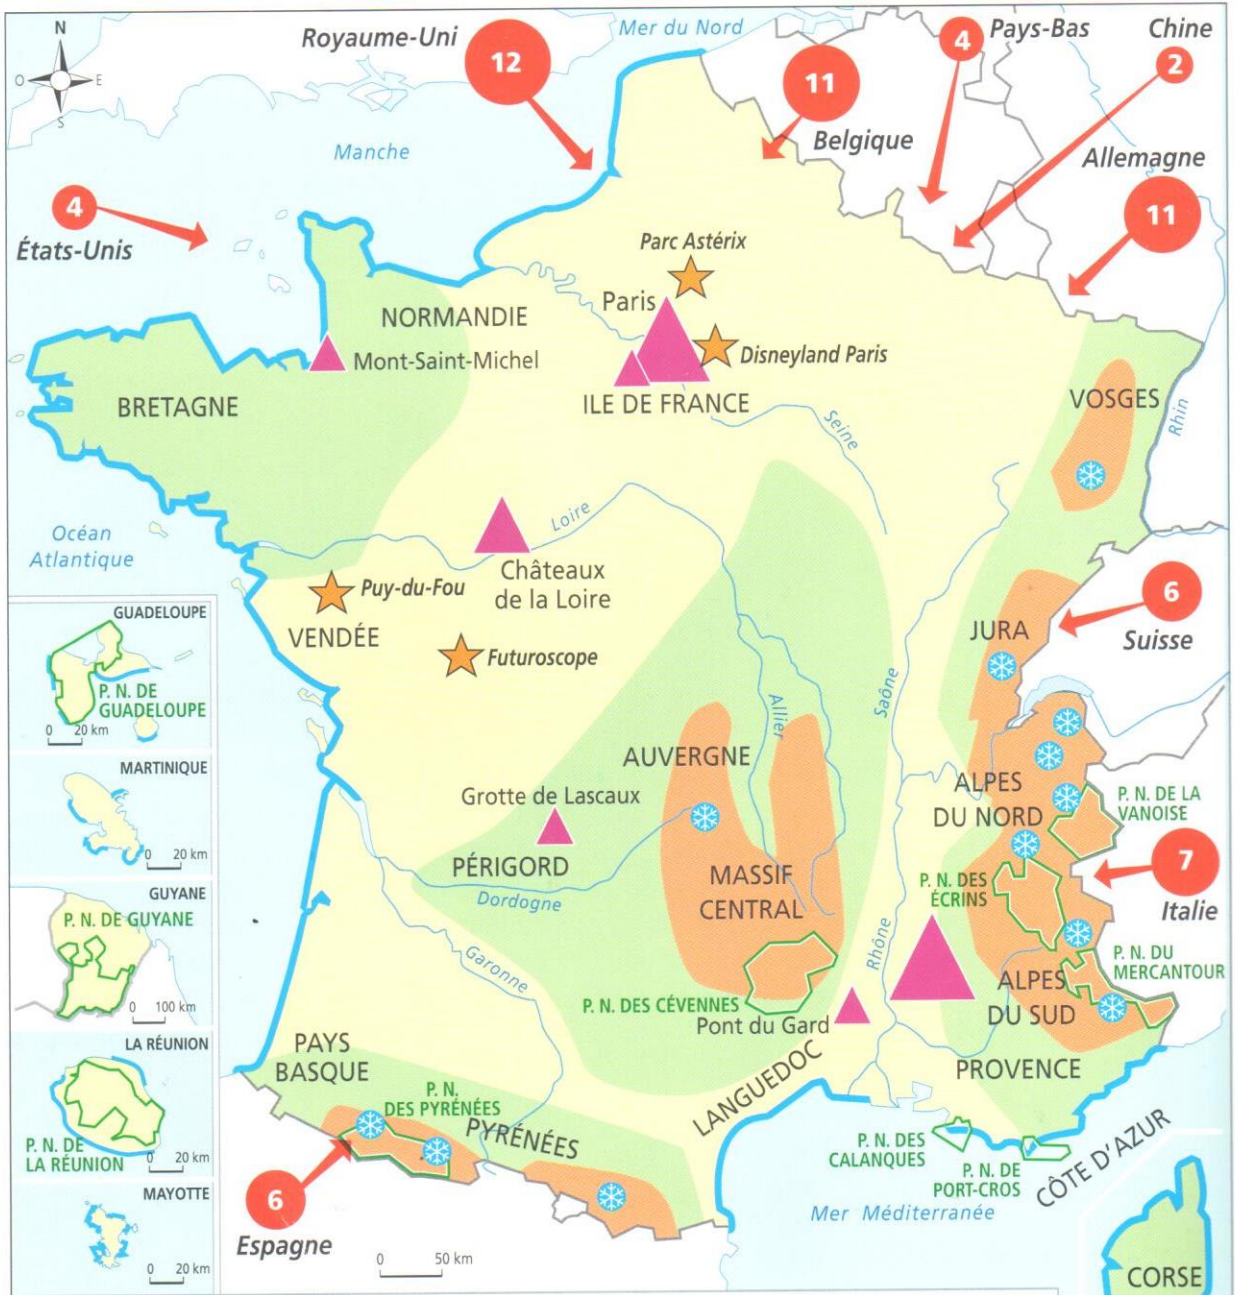 N
O
E
S
Royaume-Uni
12
Mer du Nord
4
Pays-Bas
Chine
2
11
Belgique
Allemagne
11
Manche
4
États-Unis
Parc Astérix
Paris
NORMANDIE
Mont-Saint-Michel
Disneyland Paris
ILE DE FRANCE
BRETAGNE
VOSGES
Rhin
Seine
Océan
Atlantique
Loire
Châteaux
de la Loire
Puy-du-Fou
VENDÉE
Futuroscope
JURA
6
Suisse
Saône
Allier
AUVERGNE
Grotte de Lascaux
PÉRIGORD
Dordogne
MASSIF
CENTRAL
ALPES
DU NORD
P. N. DE LA
VANOISE
P. N. DES
ÉCRINS
7
Italie
Rhône
Garonne
P. N. DES CÉVENNES
Pont du Gard
ALPES
DU SUD
P. N. DU
MERCANTOUR
PROVENCE
LANGUEDOC
PAYS
BASQUE
P. N.
DES PYRÉNÉES
PYRÉNÉES
6
Espagne
0 50 km
P. N. DES
CALANQUES
P. N. DE
PORT-CROS
CÔTE D'AZUR
Mer Méditerranée
CORSE
GUADELOUPE
P. N. DE
GUADELOUPE
0 20 km
MARTINIQUE
0 20 km
GUYANE
P. N. DE GUYANE
0 100 km
LA RÉUNION
P. N. DE
LA RÉUNION
0 20 km
MAYOTTE
0 20 km